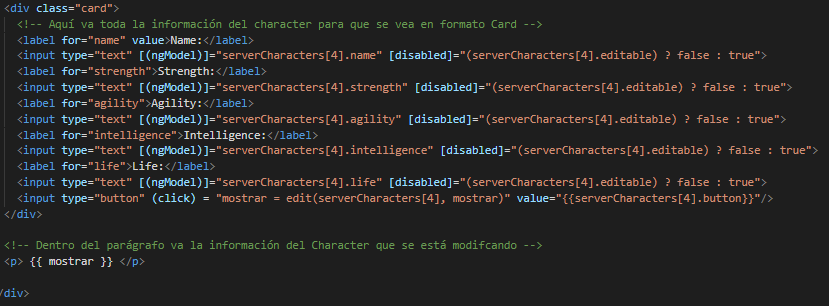 <div class="card">
<!-- Aquí va toda la información del character para que se vea en formato Card -->
<label for="name" value>Name:</label>
<input type="text" [(ngModel)]="serverCharacters[4].name" [disabled]="(serverCharacters[4].editable) ? false : true">
<label for="strength">Strength:</label>
<input type="text" [(ngModel)]="serverCharacters[4].strength" [disabled]="(serverCharacters[4].editable) ? false : true">
<label for="agility">Agility:</label>
<input type="text" [(ngModel)]="serverCharacters[4].agility" [disabled]="(serverCharacters[4].editable) ? false : true">
<label for="intelligence">Intelligence:</label>
<input type="text" [(ngModel)]="serverCharacters[4].intelligence" [disabled]="(serverCharacters[4].editable) ? false : true">
<label for="life">Life:</label>
<input type="text" [(ngModel)]="serverCharacters[4].life" [disabled]="(serverCharacters[4].editable) ? false : true">
<input type="button" (click) = "mostrar = edit(serverCharacters[4], mostrar)" value="{{serverCharacters[4].button}}"/>
</div>
<!-- Dentro del parágrafo va la información del Character que se está modifcando -->
<p> {{ mostrar }} </p>
/div>